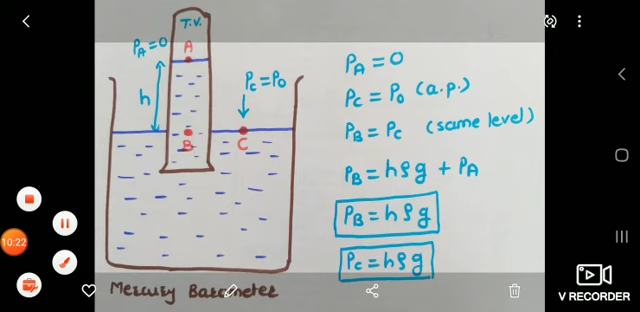 T.V.
PA=0
A
h
PC=P0
B
C
Mercury Barometer
PA = 0
PC = P0 (a.p.)
PB = PC (same level)
PB = hρg + PA
PB = hρg
PC = hρg
10:22
V RECORDER